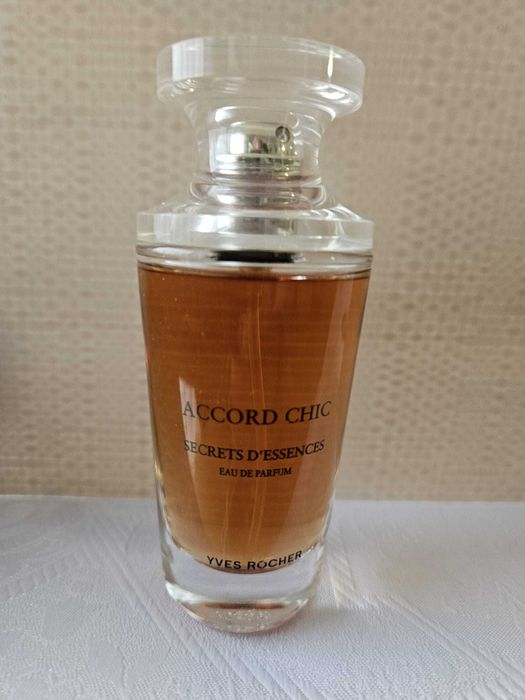 ACCORD CHIC
SECRETS D'ESSENCES
EAU DE PARFUM
YVES ROCHER